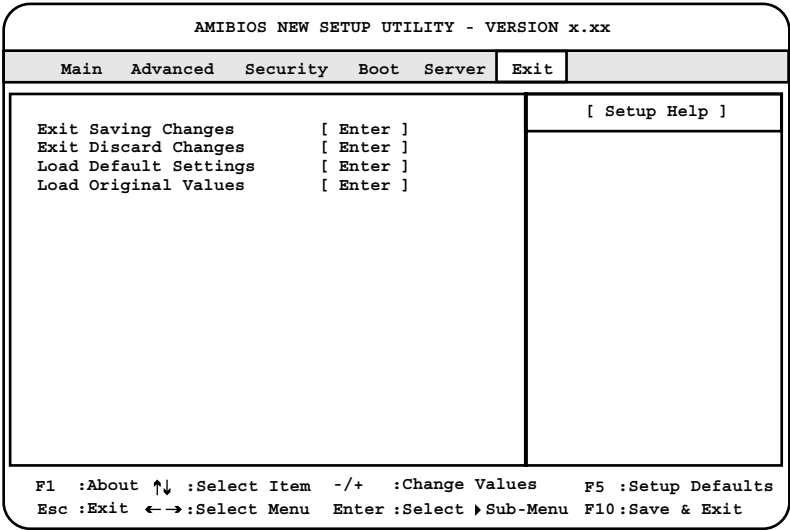 AMIBIOS NEW SETUP UTILITY - VERSION x.xx
Main Advanced Security Boot Server Exit
[ Setup Help ]
Exit Saving Changes [ Enter ]
Exit Discard Changes [ Enter ]
Load Default Settings [ Enter ]
Load Original Values [ Enter ]
F1 :About ↑↓ :Select Item -/+ :Change Values F5 :Setup Defaults
Esc :Exit ←→ :Select Menu Enter :Select ▸Sub-Menu F10 :Save & Exit